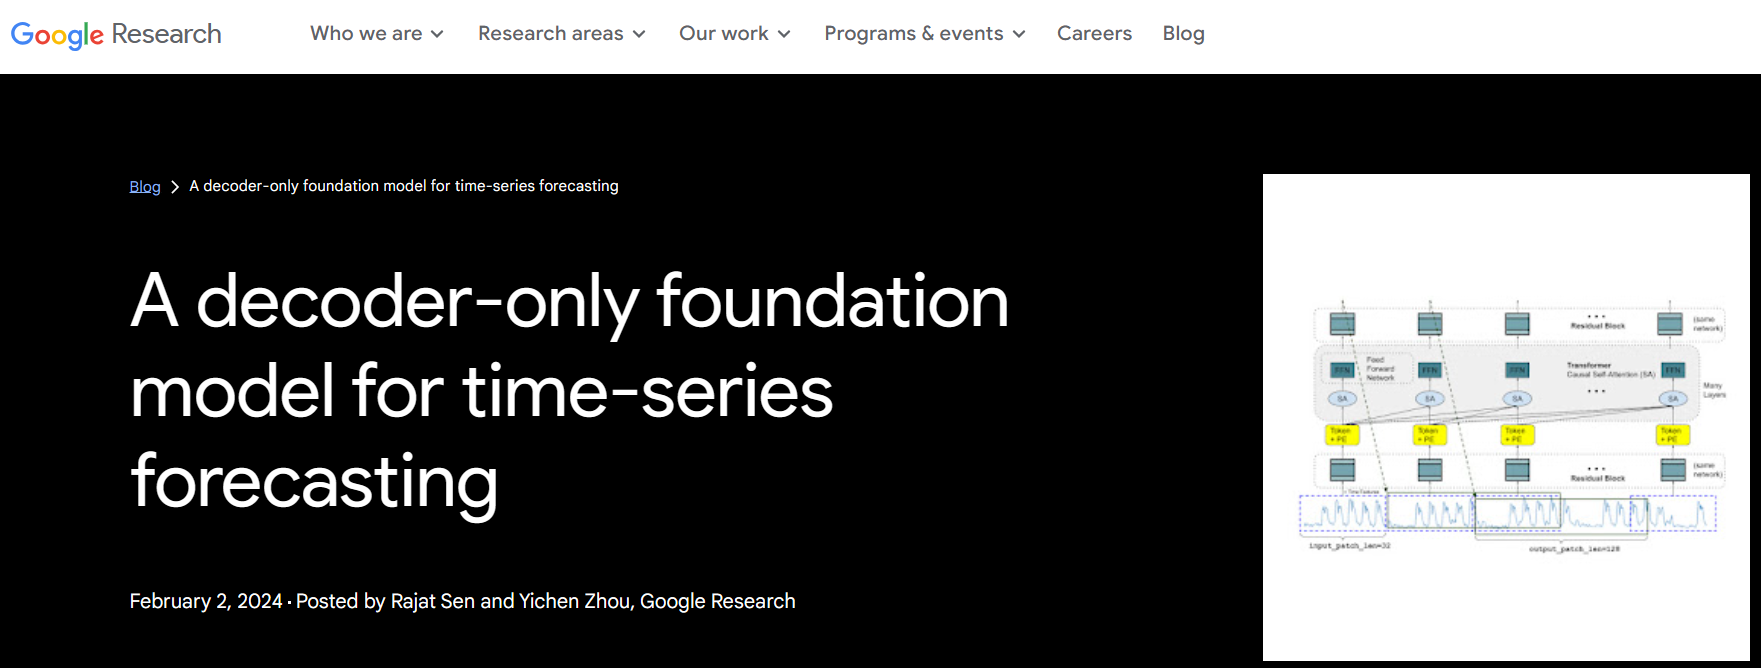 Google Research
Who we are
Research areas
Our work
Programs & events
Careers
Blog
Blog > A decoder-only foundation model for time-series forecasting
A decoder-only foundation
model for time-series
forecasting
February 2, 2024 · Posted by Rajat Sen and Yichen Zhou, Google Research
Residual Block
(same
network)
FFN
Feed
Forward
Network
FFN
FFN
Transformer
Causal Self-Attention (SA)
FFN
Many
Layers
SA
SA
SA
SA
Token
+ PE
Token
+ PE
Token
+ PE
Token
+ PE
Residual Block
(same
network)
input_patch_len=32
output_patch_len=128